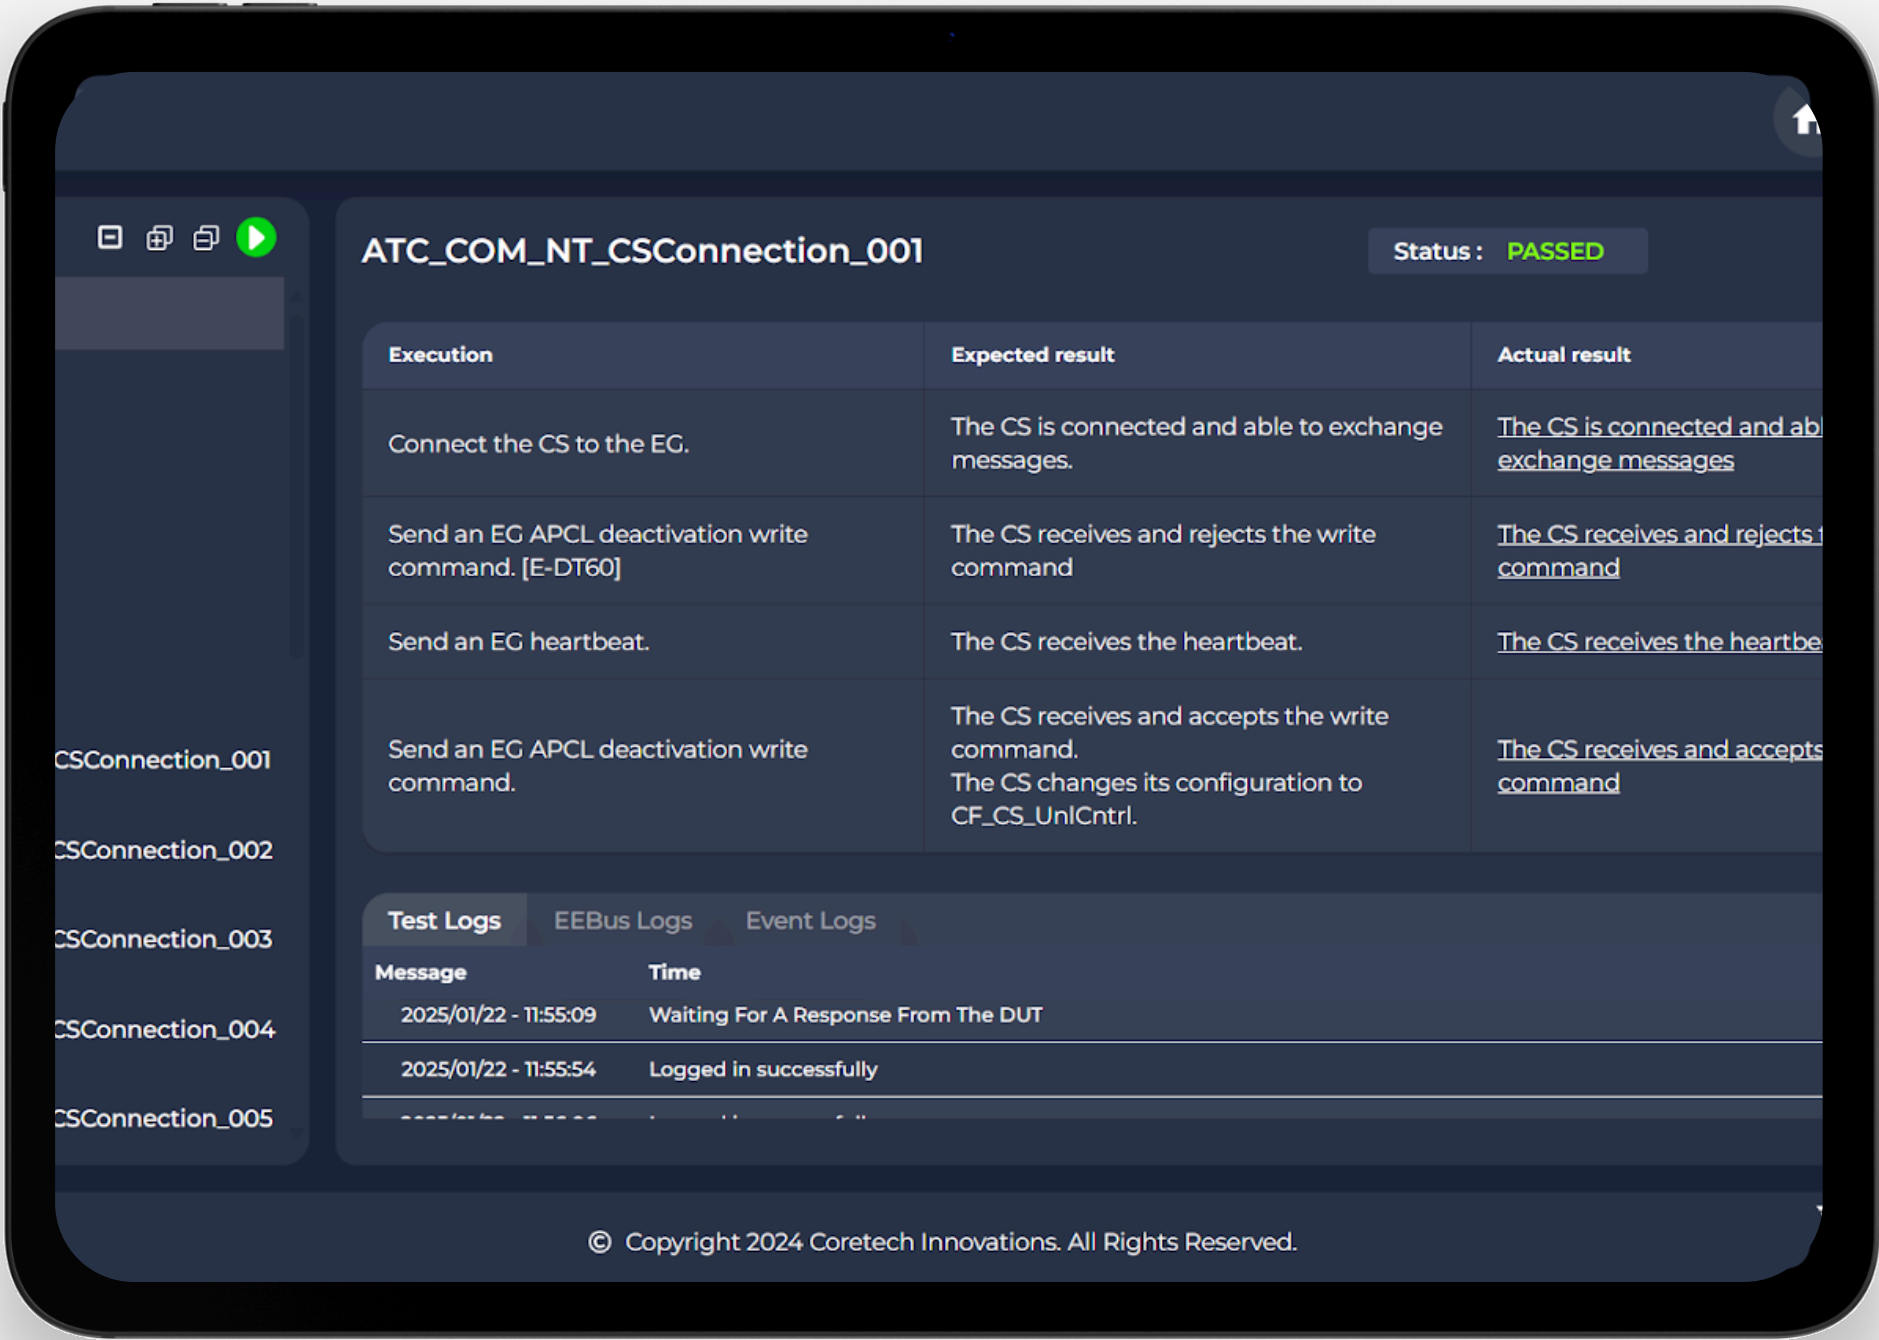 ATC_COM_NT_CSConnection_001
Status : PASSED
Execution
Expected result
Actual result
Connect the CS to the EG.
The CS is connected and able to exchange
messages.
The CS is connected and abl
exchange messages
Send an EG APCL deactivation write
command. [E-DT60]
The CS receives and rejects the write
command
The CS receives and rejects
command
Send an EG heartbeat.
The CS receives the heartbeat.
The CS receives the heartbe
Send an EG APCL deactivation write
command.
The CS receives and accepts the write
command.
The CS changes its configuration to
CF_CS_UnlCntrl.
The CS receives and accepts
command
CSConnection_001
CSConnection_002
CSConnection_003
CSConnection_004
CSConnection_005
Test Logs
EEBus Logs
Event Logs
Message
Time
2025/01/22 - 11:55:09
Waiting For A Response From The DUT
2025/01/22 - 11:55:54
Logged in successfully
© Copyright 2024 Coretech Innovations. All Rights Reserved.